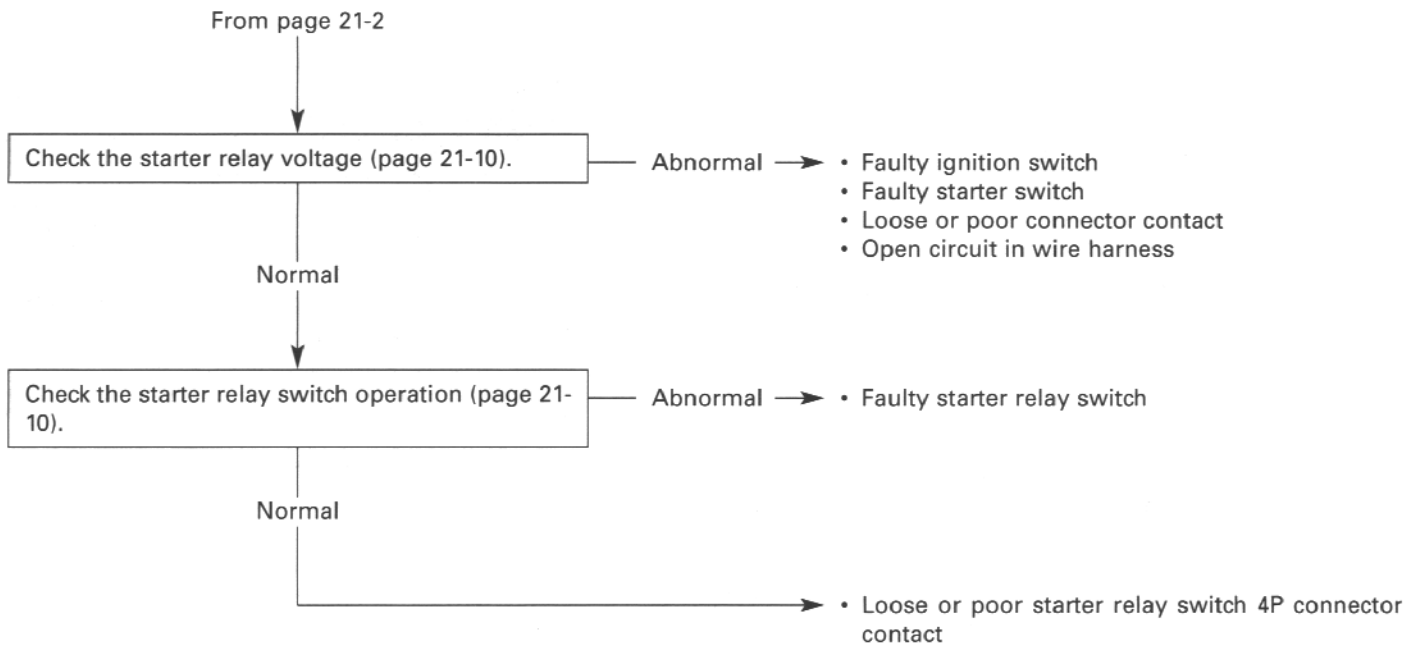 From page 21-2
Check the starter relay voltage (page 21-10).
Abnormal
• Faulty ignition switch
• Faulty starter switch
• Loose or poor connector contact
• Open circuit in wire harness
Normal
Check the starter relay switch operation (page 21-
10).
Abnormal
• Faulty starter relay switch
Normal
• Loose or poor starter relay switch 4P connector
contact